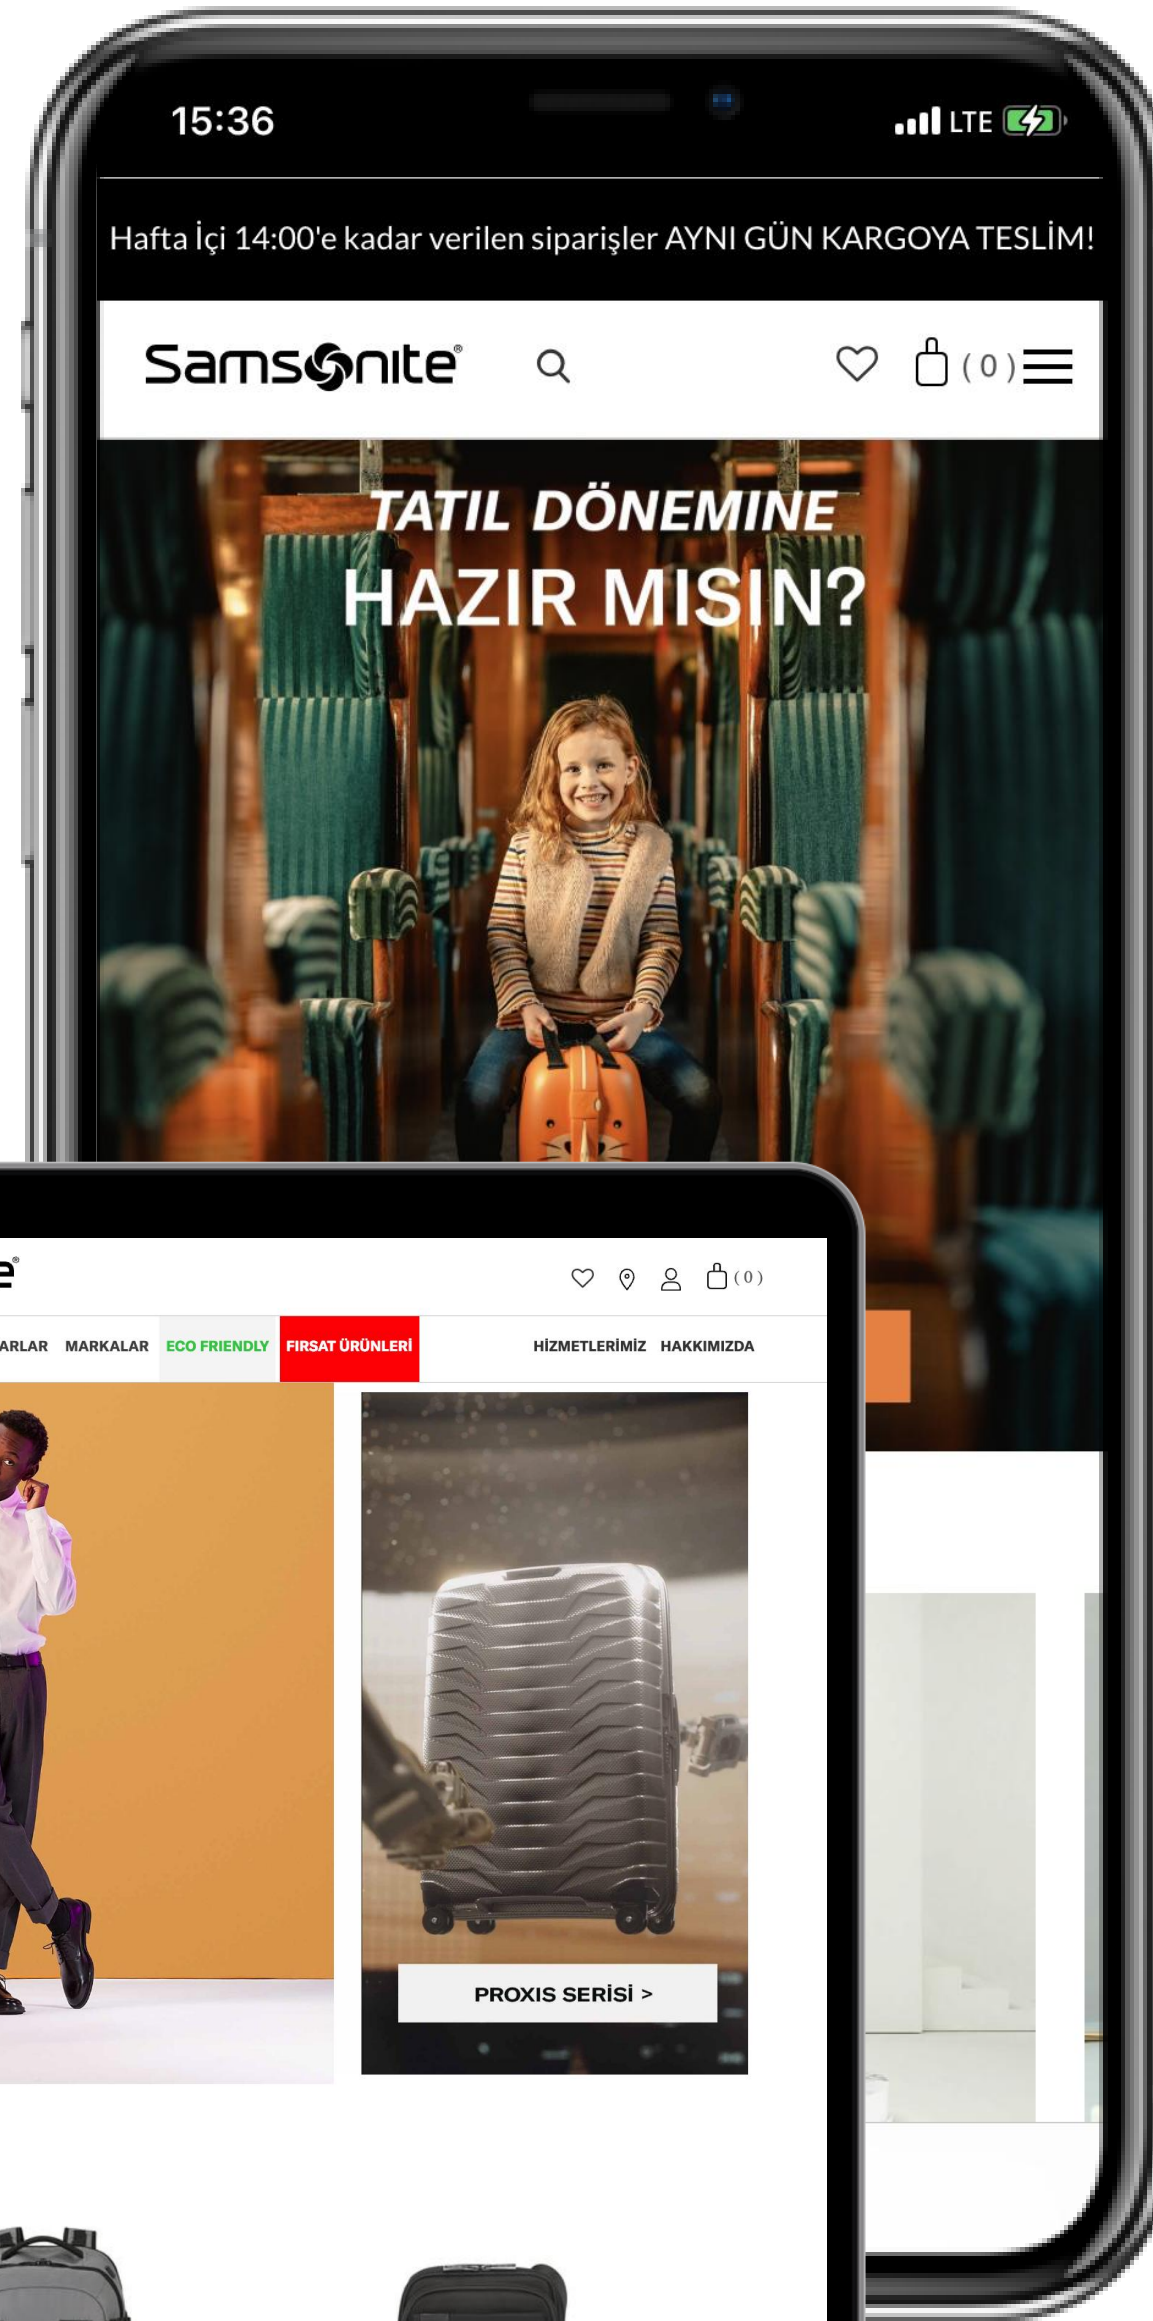 15:36
LTE
Hafta İçi 14:00'e kadar verilen siparişler AYNI GÜN KARGOYA TESLİM!
Samsonite®
( 0 )
TATIL DÖNEMINE
HAZIR MISIN?
e®
( 0 )
ARLAR MARKALAR ECO FRIENDLY FIRSAT ÜRÜNLERİ HİZMETLERİMİZ HAKKIMIZDA
PROXIS SERİSİ >